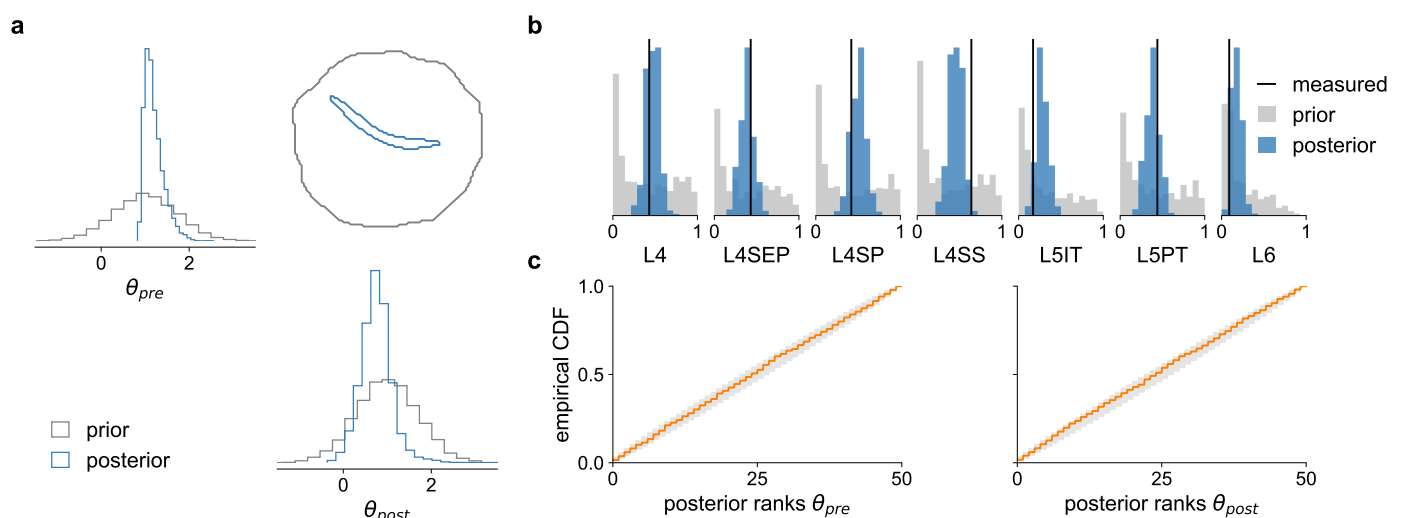 a
0 2
θpre
0 2
θpost
prior
posterior
b
measured
prior
posterior
0 1 0 1 0 1 0 1 0 1 0 1 0 1
L4 L4SEP L4SP L4SS L5IT L5PT L6
c
empirical CDF
1.0
0.5
0.0
0 25 50
posterior ranks θpre
0 25 50
posterior ranks θpost